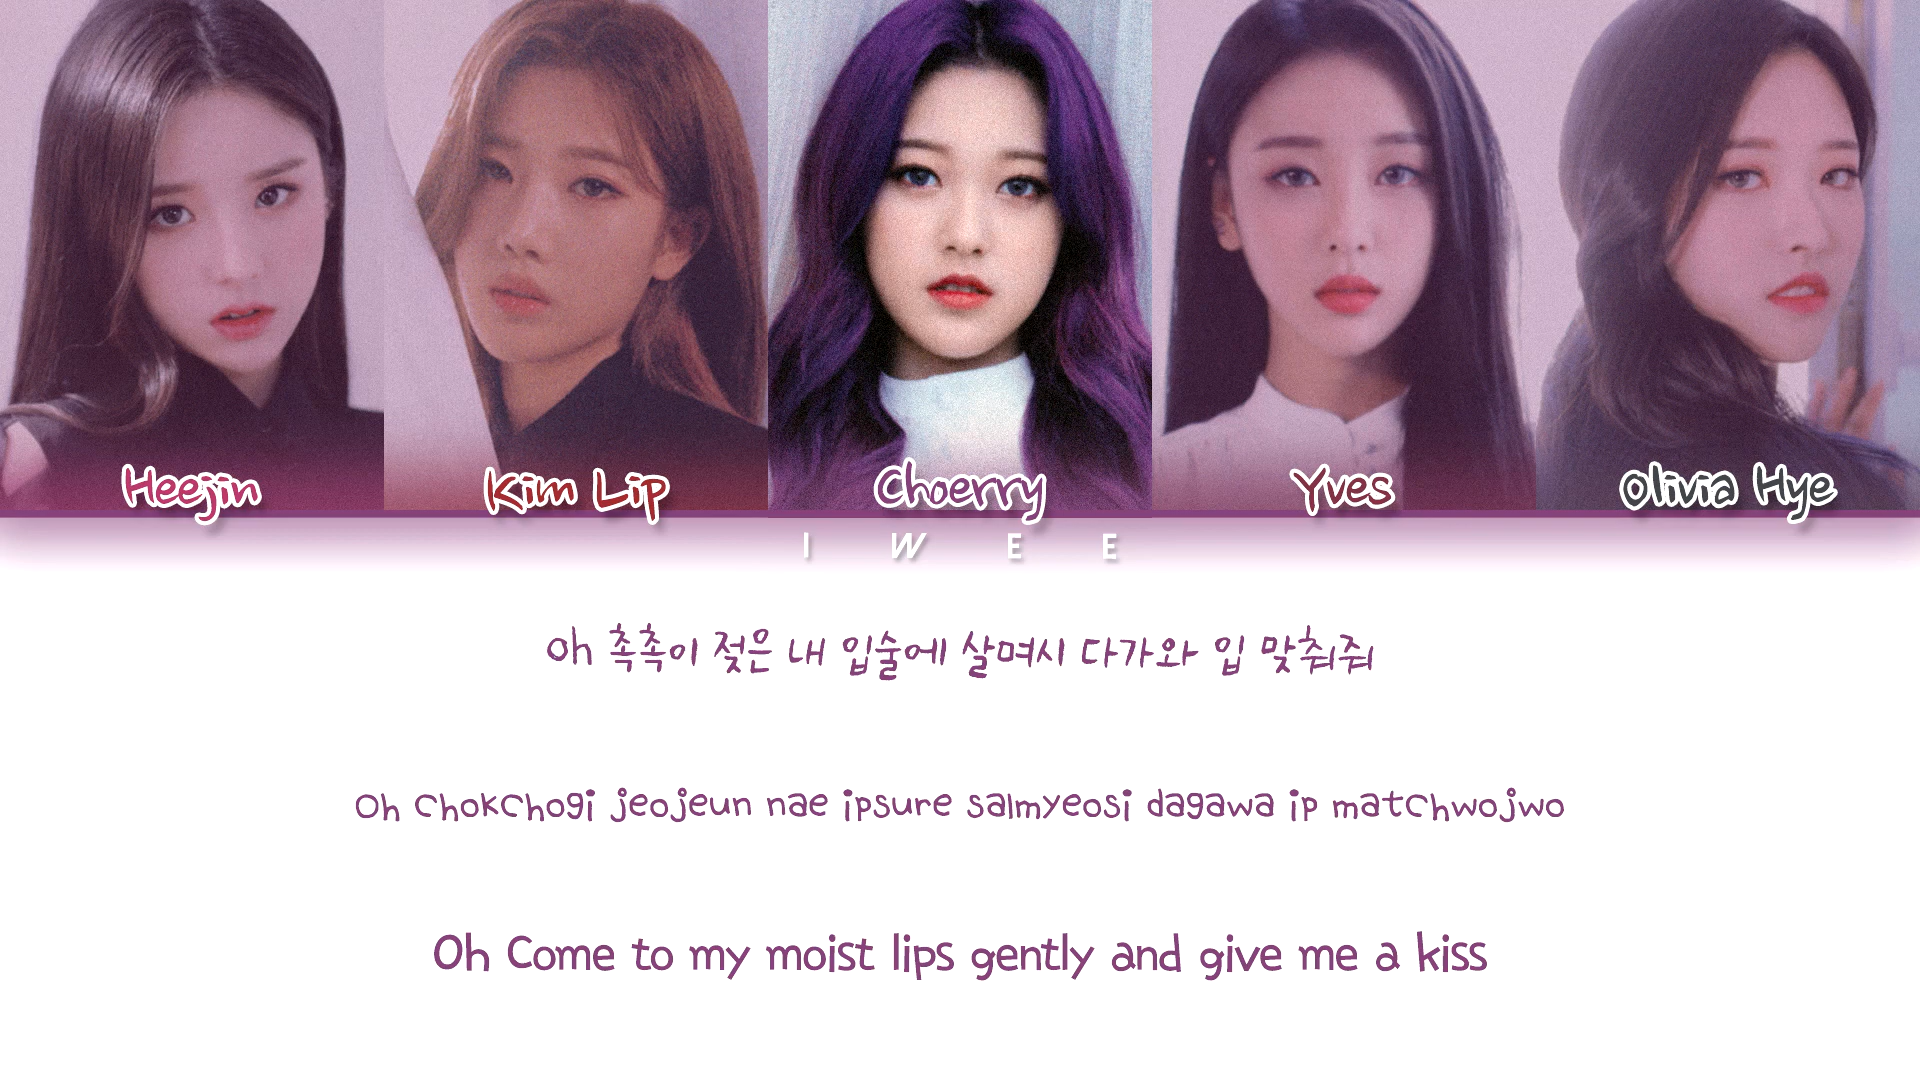 Heejin Kim Lip Choerry Yves Olivia Hye
I W E E
Oh 촉촉이 젖은 내 입술에 살며시 다가와 입 맞춰줘
Oh chokchogi jeojeun nae ipsure salmyeosi dagawa ip matchwojwo
Oh Come to my moist lips gently and give me a kiss